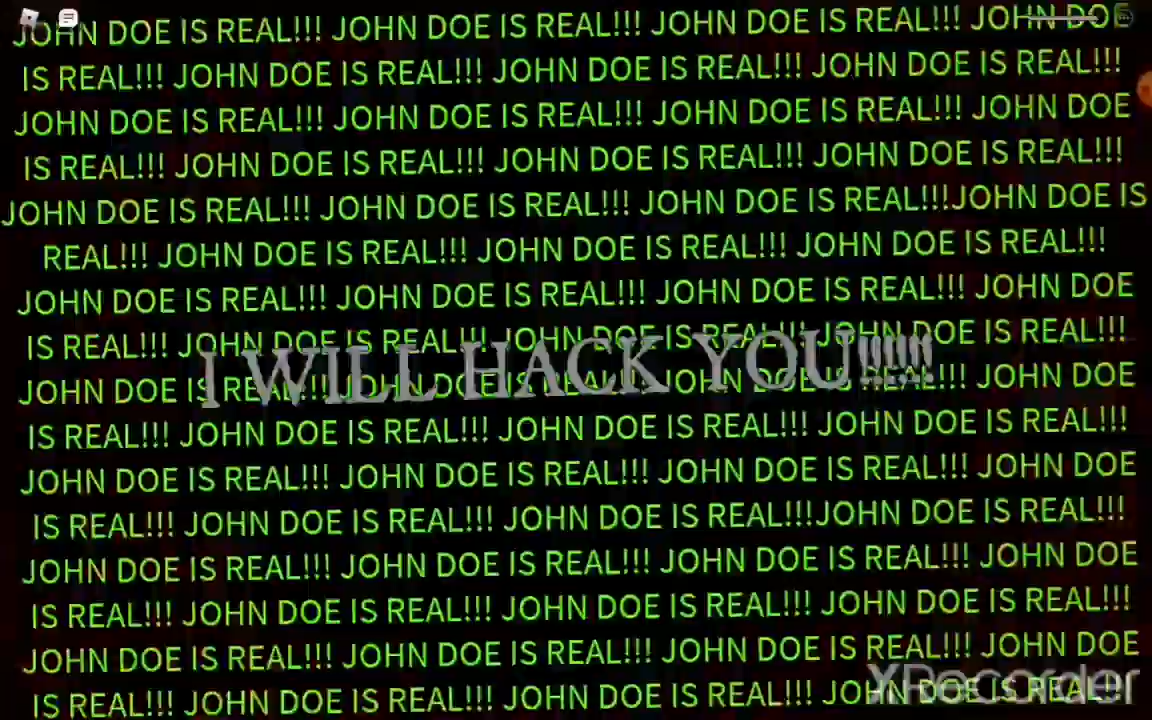 JOHN DOE IS REAL!!! JOHN DOE IS REAL!!! JOHN DOE IS REAL!!! JOHN DOE
IS REAL!!! JOHN DOE IS REAL!!! JOHN DOE IS REAL!!! JOHN DOE IS REAL!!!
JOHN DOE IS REAL!!! JOHN DOE IS REAL!!! JOHN DOE IS REAL!!! JOHN DOE
IS REAL!!! JOHN DOE IS REAL!!! JOHN DOE IS REAL!!! JOHN DOE IS REAL!!!
JOHN DOE IS REAL!!! JOHN DOE IS REAL!!! JOHN DOE IS REAL!!!JOHN DOE IS
REAL!!! JOHN DOE IS REAL!!! JOHN DOE IS REAL!!! JOHN DOE IS REAL!!!
JOHN DOE IS REAL!!! JOHN DOE IS REAL!!! JOHN DOE IS REAL!!! JOHN DOE
IS REAL!!! JOHN DOE IS REAL!!! JOHN DOE IS REAL!!! JOHN DOE IS REAL!!!
I WILL HACK YOU!!!!!
JOHN DOE IS REAL!!! JOHN DOE IS REAL!!! JOHN DOE IS REAL!!! JOHN DOE
IS REAL!!! JOHN DOE IS REAL!!! JOHN DOE IS REAL!!! JOHN DOE IS REAL!!!
JOHN DOE IS REAL!!! JOHN DOE IS REAL!!! JOHN DOE IS REAL!!! JOHN DOE
IS REAL!!! JOHN DOE IS REAL!!! JOHN DOE IS REAL!!!JOHN DOE IS REAL!!!
JOHN DOE IS REAL!!! JOHN DOE IS REAL!!! JOHN DOE IS REAL!!! JOHN DOE
IS REAL!!! JOHN DOE IS REAL!!! JOHN DOE IS REAL!!! JOHN DOE IS REAL!!!
JOHN DOE IS REAL!!! JOHN DOE IS REAL!!! JOHN DOE IS REAL!!! JOHN DOE
IS REAL!!! JOHN DOE IS REAL!!! JOHN DOE IS REAL!!! JOHN DOE IS REAL!!!
XRecorder